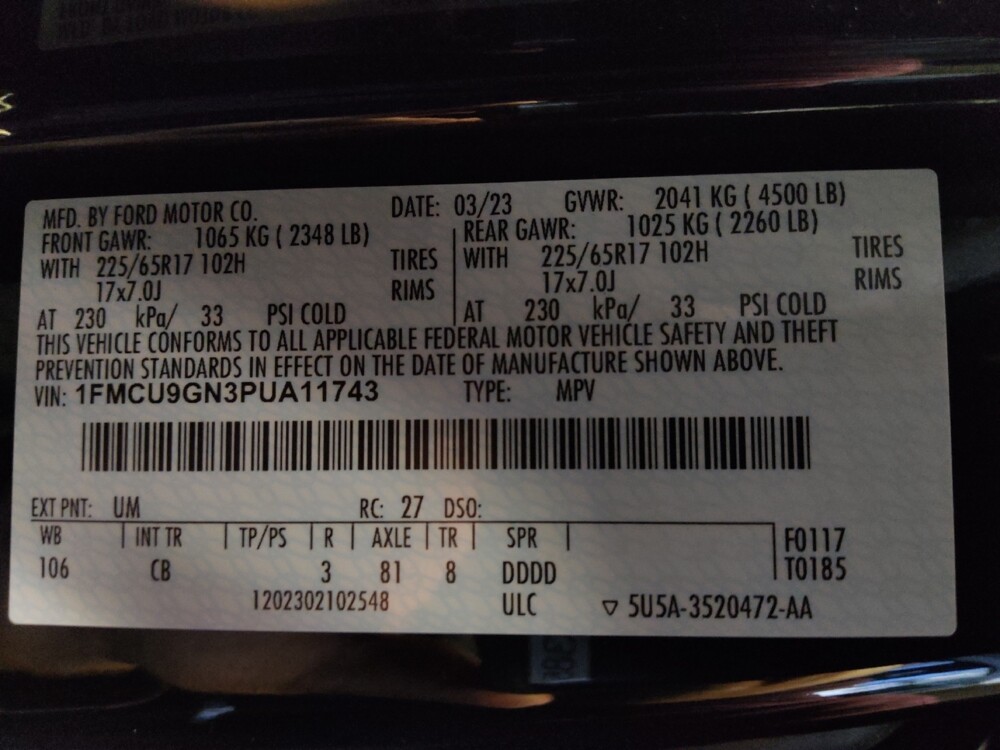 MFD. BY FORD MOTOR CO. DATE: 03/23 GVWR: 2041 KG ( 4500 LB)
FRONT GAWR: 1065 KG ( 2348 LB) REAR GAWR: 1025 KG ( 2260 LB)
WITH 225/65R17 102H TIRES WITH 225/65R17 102H TIRES
17x7.0J RIMS 17x7.0J RIMS
AT 230 kPa/ 33 PSI COLD AT 230 kPa/ 33 PSI COLD
THIS VEHICLE CONFORMS TO ALL APPLICABLE FEDERAL MOTOR VEHICLE SAFETY AND THEFT
PREVENTION STANDARDS IN EFFECT ON THE DATE OF MANUFACTURE SHOWN ABOVE.
VIN: 1FMCU9GN3PUA11743 TYPE: MPV
EXT PNT: UM RC: 27 DSO:
WB INT TR TP/PS R AXLE TR SPR F0117
106 CB 3 81 8 DDDD T0185
1202302102548 ULC ▽ 5U5A-3520472-AA